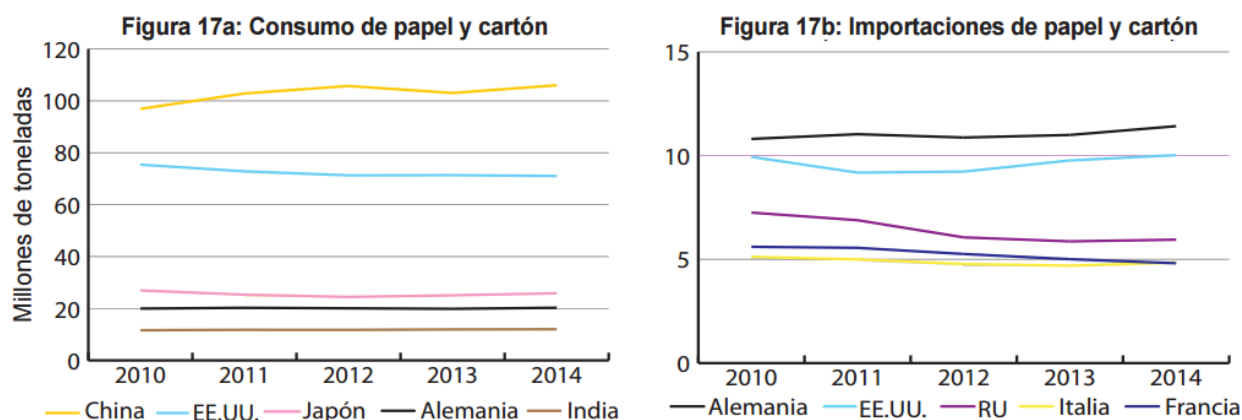 Figura 17a: Consumo de papel y cartón
Millones de toneladas
120
100
80
60
40
20
0
2010 2011 2012 2013 2014
China EE.UU. Japón Alemania India
Figura 17b: Importaciones de papel y cartón
15
10
5
0
2010 2011 2012 2013 2014
Alemania EE.UU. RU Italia Francia